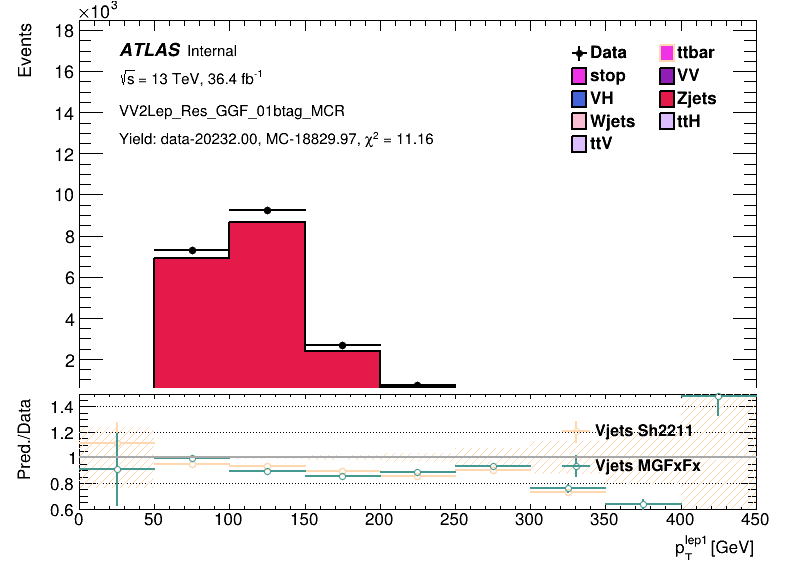 ×10³
Events
18
16
14
12
10
8
6
4
2
ATLAS Internal
√s = 13 TeV, 36.4 fb⁻¹
VV2Lep_Res_GGF_01btag_MCR
Yield: data-20232.00, MC-18829.97, χ² = 11.16
Data ttbar
stop VV
VH Zjets
Wjets ttH
ttV
Pred./Data
1.4
1.2
1
0.8
0.6
Vjets Sh2211
Vjets MGFxFx
0 50 100 150 200 250 300 350 400 450
p_T^lep1 [GeV]